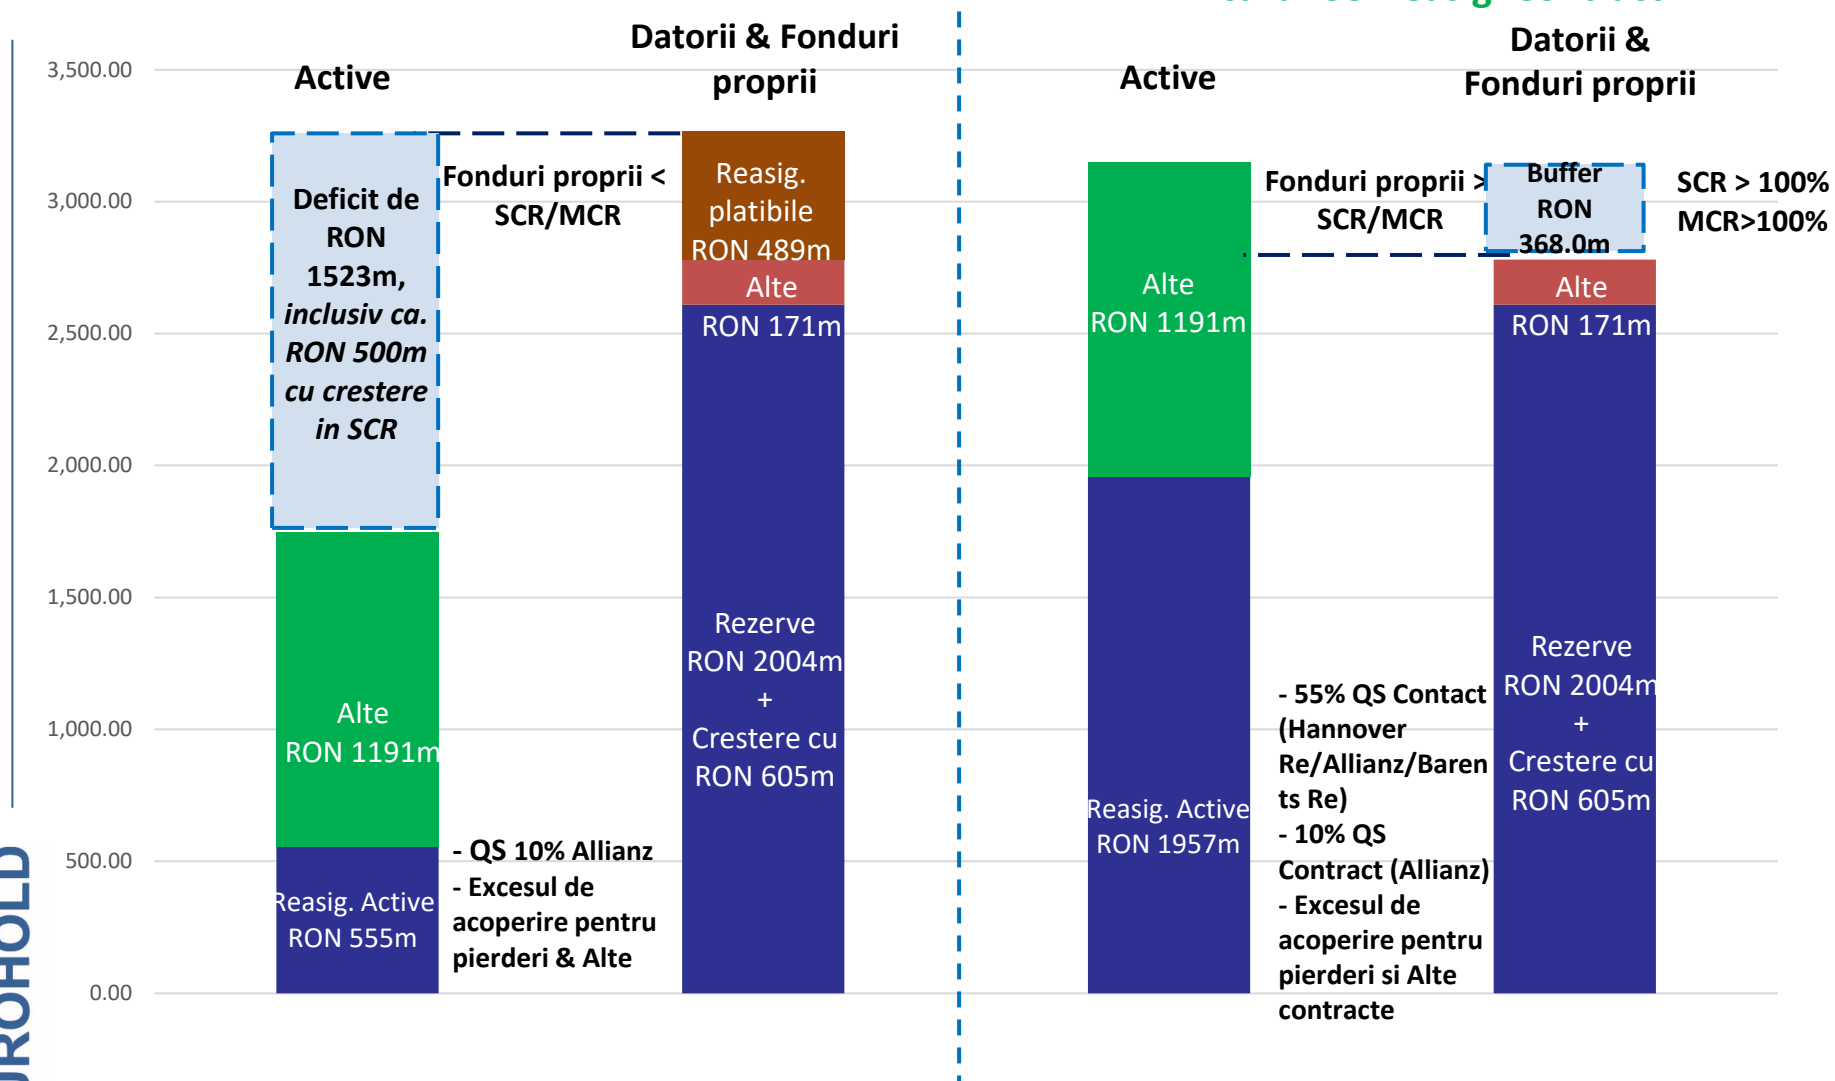 Datorii & Fonduri
proprii
Active
3,500.00
3,000.00
2,500.00
2,000.00
1,500.00
1,000.00
500.00
0.00
Deficit de
RON
1523m,
inclusiv ca.
RON 500m
cu crestere
in SCR
Fonduri proprii <
SCR/MCR
Reasig.
platibile
RON 489m
Alte
RON 171m
Rezerve
RON 2004m
+
Crestere cu
RON 605m
Alte
RON 1191m
Reasig. Active
RON 555m
- QS 10% Allianz
- Excesul de
acoperire pentru
pierderi & Alte
Active
Datorii &
Fonduri proprii
Fonduri proprii >
SCR/MCR
Buffer
RON
368.0m
SCR > 100%
MCR>100%
Alte
RON 1191m
Alte
RON 171m
Rezerve
RON 2004m
+
Crestere cu
RON 605m
Reasig. Active
RON 1957m
- 55% QS Contact
(Hannover
Re/Allianz/Baren
ts Re)
- 10% QS
Contract (Allianz)
- Excesul de
acoperire pentru
pierderi si Alte
contracte
UROHOLD